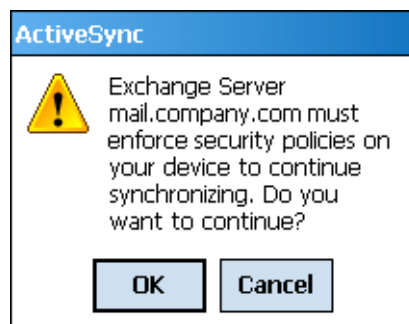 ActiveSync
Exchange Server
mail.company.com must
enforce security policies on
your device to continue
synchronizing. Do you
want to continue?
OK Cancel